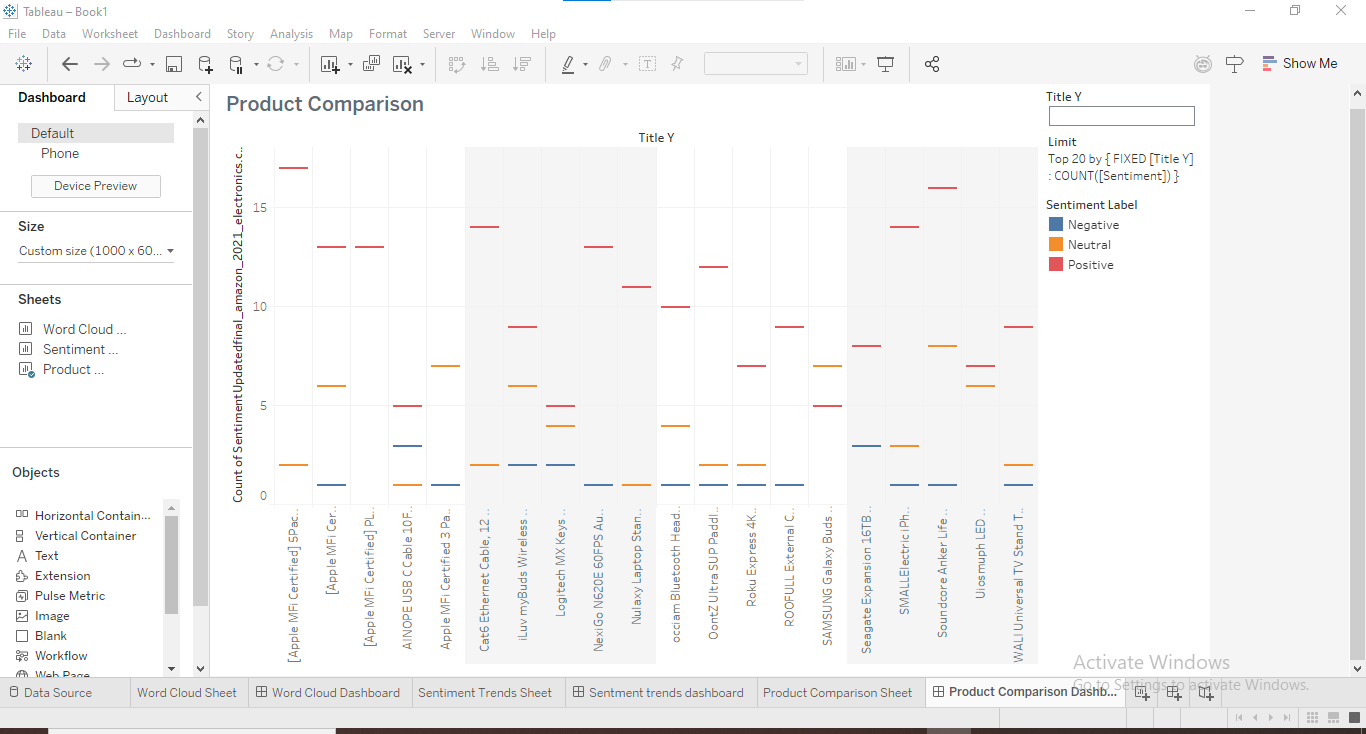 Tableau – Book1
File Data Worksheet Dashboard Story Analysis Map Format Server Window Help
Show Me
Dashboard Layout
Default
Phone
Device Preview
Size
Custom size (1000 x 60...
Sheets
Word Cloud ...
Sentiment ...
Product ...
Objects
Horizontal Contain...
Vertical Container
Text
Extension
Pulse Metric
Image
Blank
Workflow
Web Page
Product Comparison
Title Y
Count of SentimentUpdatedfinal_amazon_2021_electronics.c..
15
10
5
0
[Apple MFi Certified] SPac..
[Apple MFi Cer..
[Apple MFi Certified] PL..
AINOPE USB C Cable 10F..
Apple MFi Certified 3 Pa..
Cat6 Ethernet Cable, 12 ..
iLuv myBuds Wireless ..
Logitech MX Keys ..
NexiGo N620E 60FPS Au..
Nulaxy Laptop Stan..
occiam Bluetooth Head..
OontZ Ultra SUP Paddl..
Roku Express 4K..
ROOFULL External C..
SAMSUNG Galaxy Buds ..
Seagate Expansion 16TB ..
SMALLElectric iPh..
Soundcore Anker Life ..
Uiosmuph LED ..
WALI Universal TV Stand T..
Title Y
Limit
Top 20 by { FIXED [Title Y]
: COUNT([Sentiment]) }
Sentiment Label
Negative
Neutral
Positive
Activate Windows
Go to Settings to activate Windows.
Data Source Word Cloud Sheet Word Cloud Dashboard Sentiment Trends Sheet Sentment trends dashboard Product Comparison Sheet Product Comparison Dashb...